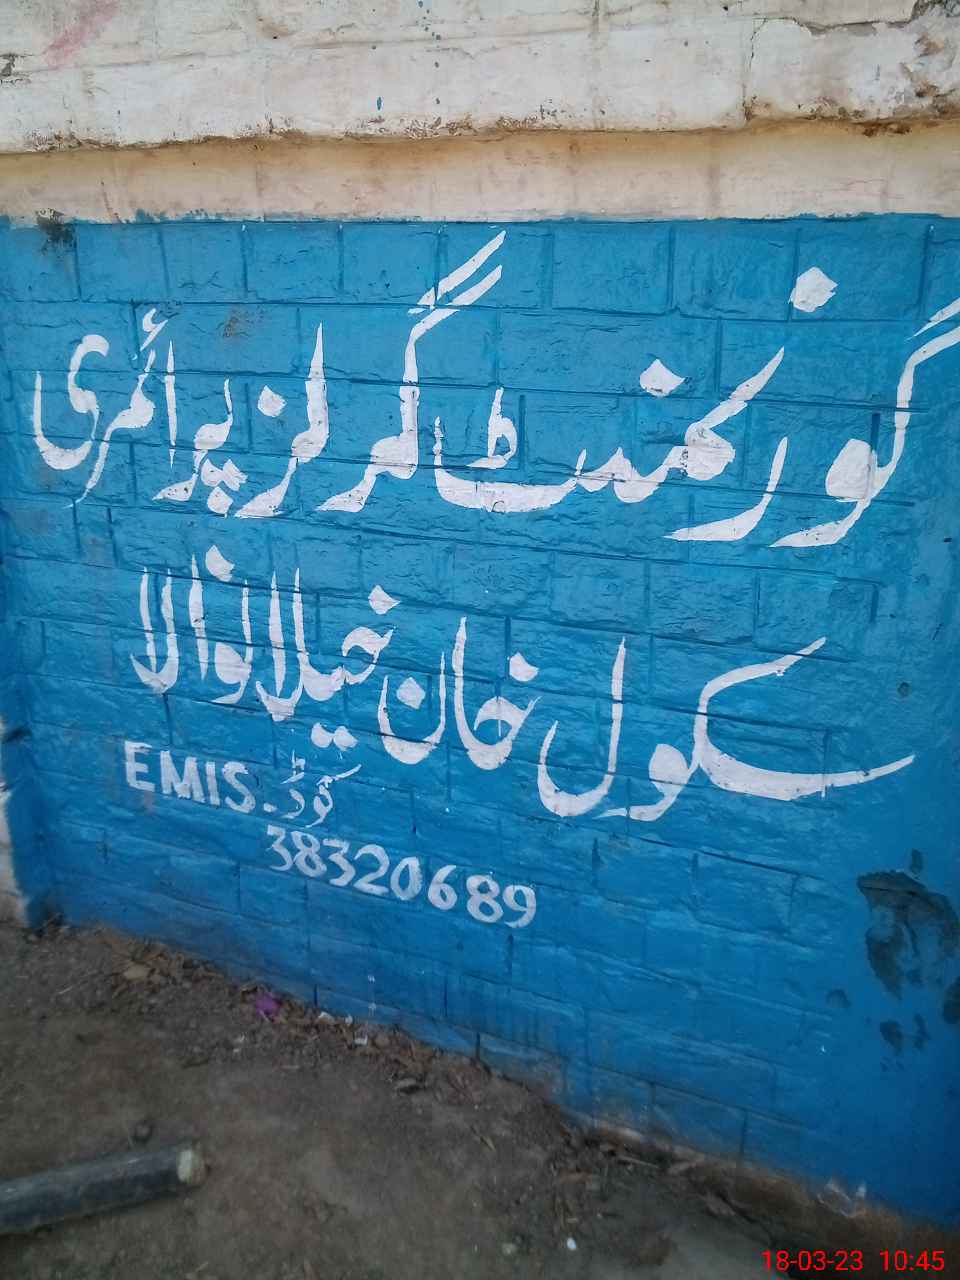 گورنمنٹ گرلز پرائمری
سکول خان خیلانوالا
EMIS - کوڈ
38320689
18-03-23 10:45